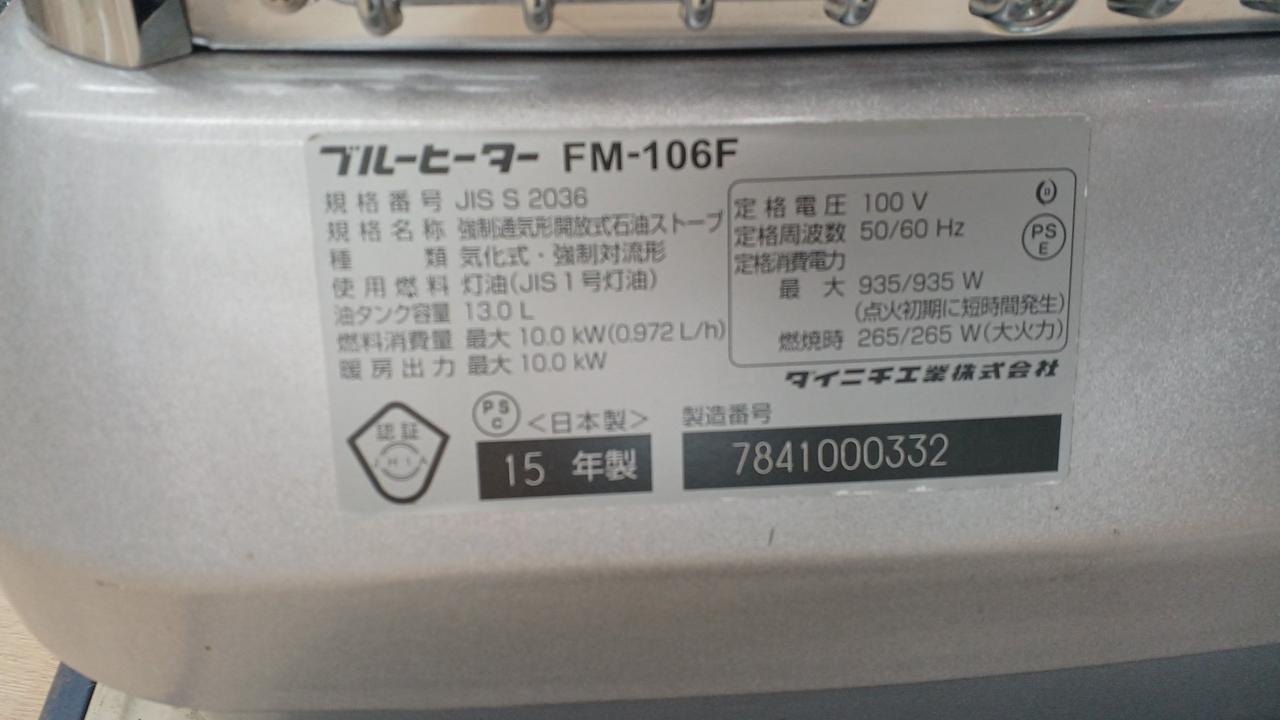 ブルーヒーター FM-106F
規格番号 JIS S 2036
規格名称 強制通気形開放式石油ストーブ
種類 気化式・強制対流形
使用燃料 灯油(JIS1号灯油)
油タンク容量 13.0 L
燃料消費量 最大 10.0 kW(0.972 L/h)
暖房出力 最大 10.0 kW
定格電圧 100 V
定格周波数 50/60 Hz
定格消費電力
最大 935/935 W
(点火初期に短時間発生)
燃焼時 265/265 W(大火力)
PS
E
ダイニチ工業株式会社
認証
PS
C
<日本製>
15 年製
製造番号
7841000332